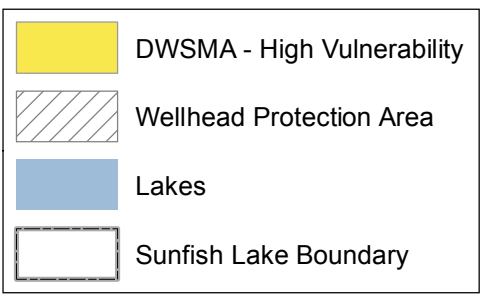 DWSMA - High Vulnerability
Wellhead Protection Area
Lakes
Sunfish Lake Boundary